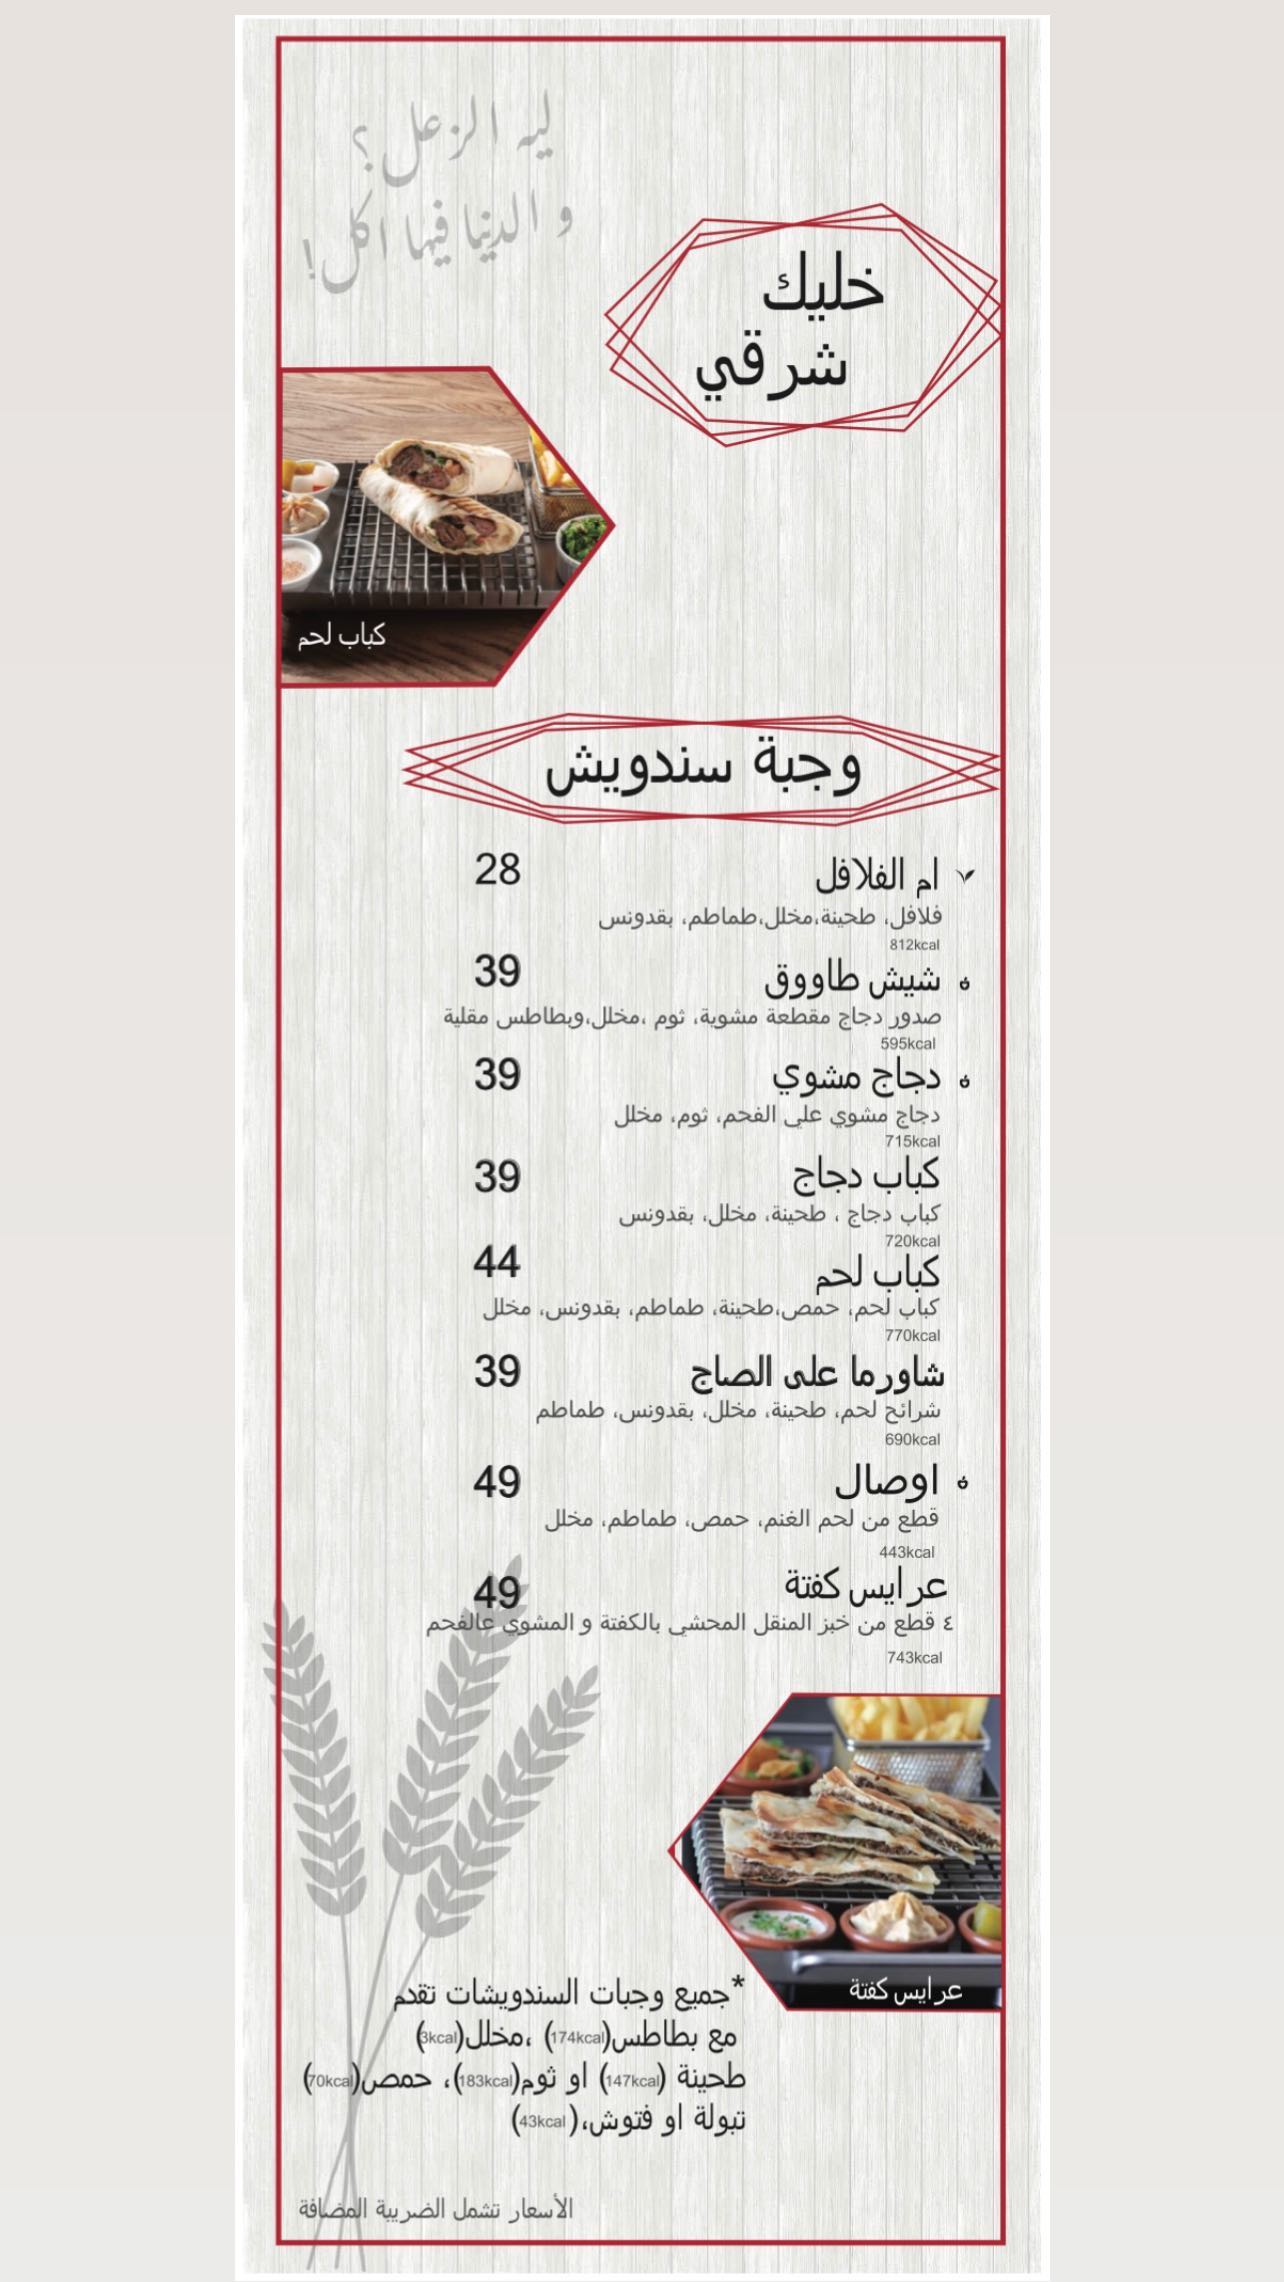 ليه الزعل؟
و الدنيا فيها اكل!
خليك
شرقي
كباب لحم
وجبة سندويش
ام الفلافل 28
فلافل، طحينة،مخلل،طماطم، بقدونس
812kcal
شيش طاووق 39
صدور دجاج مقطعة مشوية، ثوم ،مخلل،وبطاطس مقلية
595kcal
دجاج مشوي 39
دجاج مشوي على الفحم، ثوم، مخلل
715kcal
كباب دجاج 39
كباب دجاج ، طحينة، مخلل، بقدونس
720kcal
كباب لحم 44
كباب لحم، حمص،طحينة، طماطم، بقدونس، مخلل
770kcal
شاورما على الصاج 39
شرائح لحم، طحينة، مخلل، بقدونس، طماطم
690kcal
اوصال 49
قطع من لحم الغنم، حمص، طماطم، مخلل
443kcal
عرايس كفتة 49
٤ قطع من خبز المنقل المحشي بالكفتة و المشوي عالفحم
743kcal
عرايس كفتة
*جميع وجبات السندويشات تقدم
مع بطاطس(174kcal) ،مخلل(3kcal)
طحينة (147kcal) او ثوم(183kcal)، حمص(70kcal)
تبولة او فتوش،(43kcal)
الأسعار تشمل الضريبة المضافة